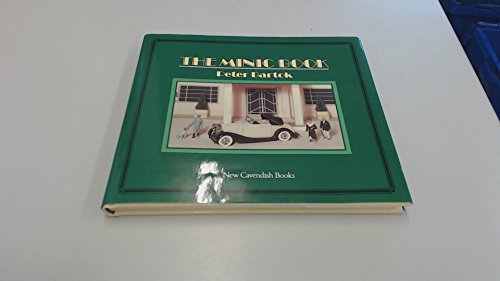 THE MINIC BOOK
Peter Bartok
New Cavendish Books